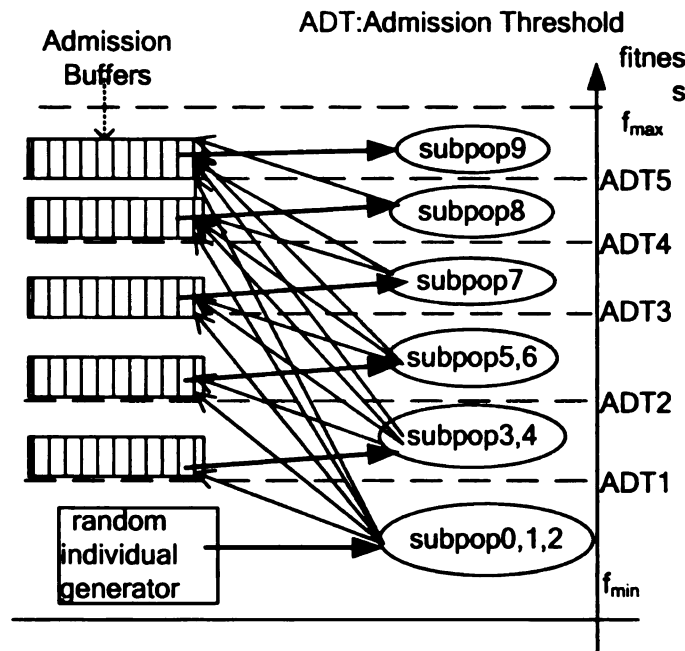 ADT:Admission Threshold
Admission
Buffers
fitnes
s
fmax
subpop9
ADT5
subpop8
ADT4
subpop7
ADT3
subpop5,6
ADT2
subpop3,4
ADT1
random
individual
generator
subpop0,1,2
fmin